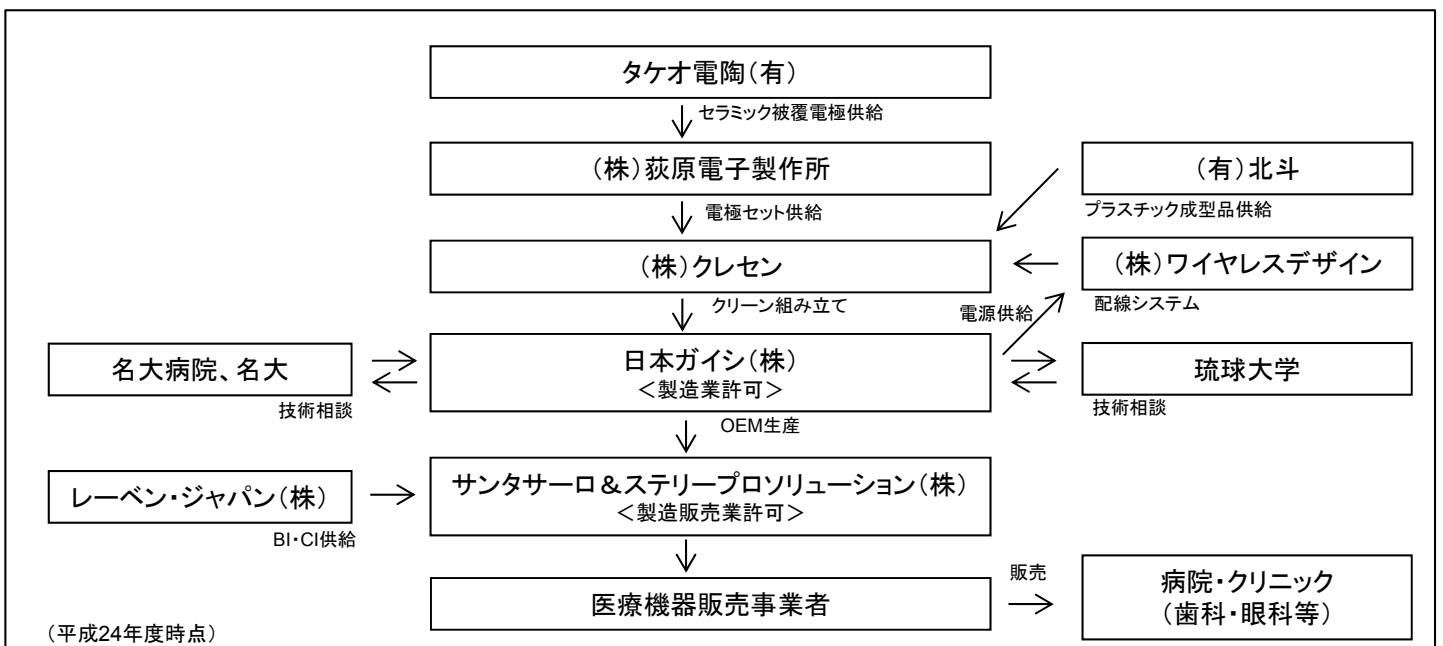 タケオ電陶(有)
セラミック被覆電極供給
(株)荻原電子製作所
(有)北斗
電極セット供給
プラスチック成型品供給
(株)クレセン
(株)ワイヤレスデザイン
クリーン組み立て
電源供給
配線システム
名大病院、名大
日本ガイシ(株)
<製造業許可>
琉球大学
技術相談
技術相談
OEM生産
レーベン・ジャパン(株)
サンタサーロ&ステリープロソリューション(株)
<製造販売業許可>
BI・CI供給
医療機器販売事業者
販売
病院・クリニック
(歯科・眼科等)
(平成24年度時点)